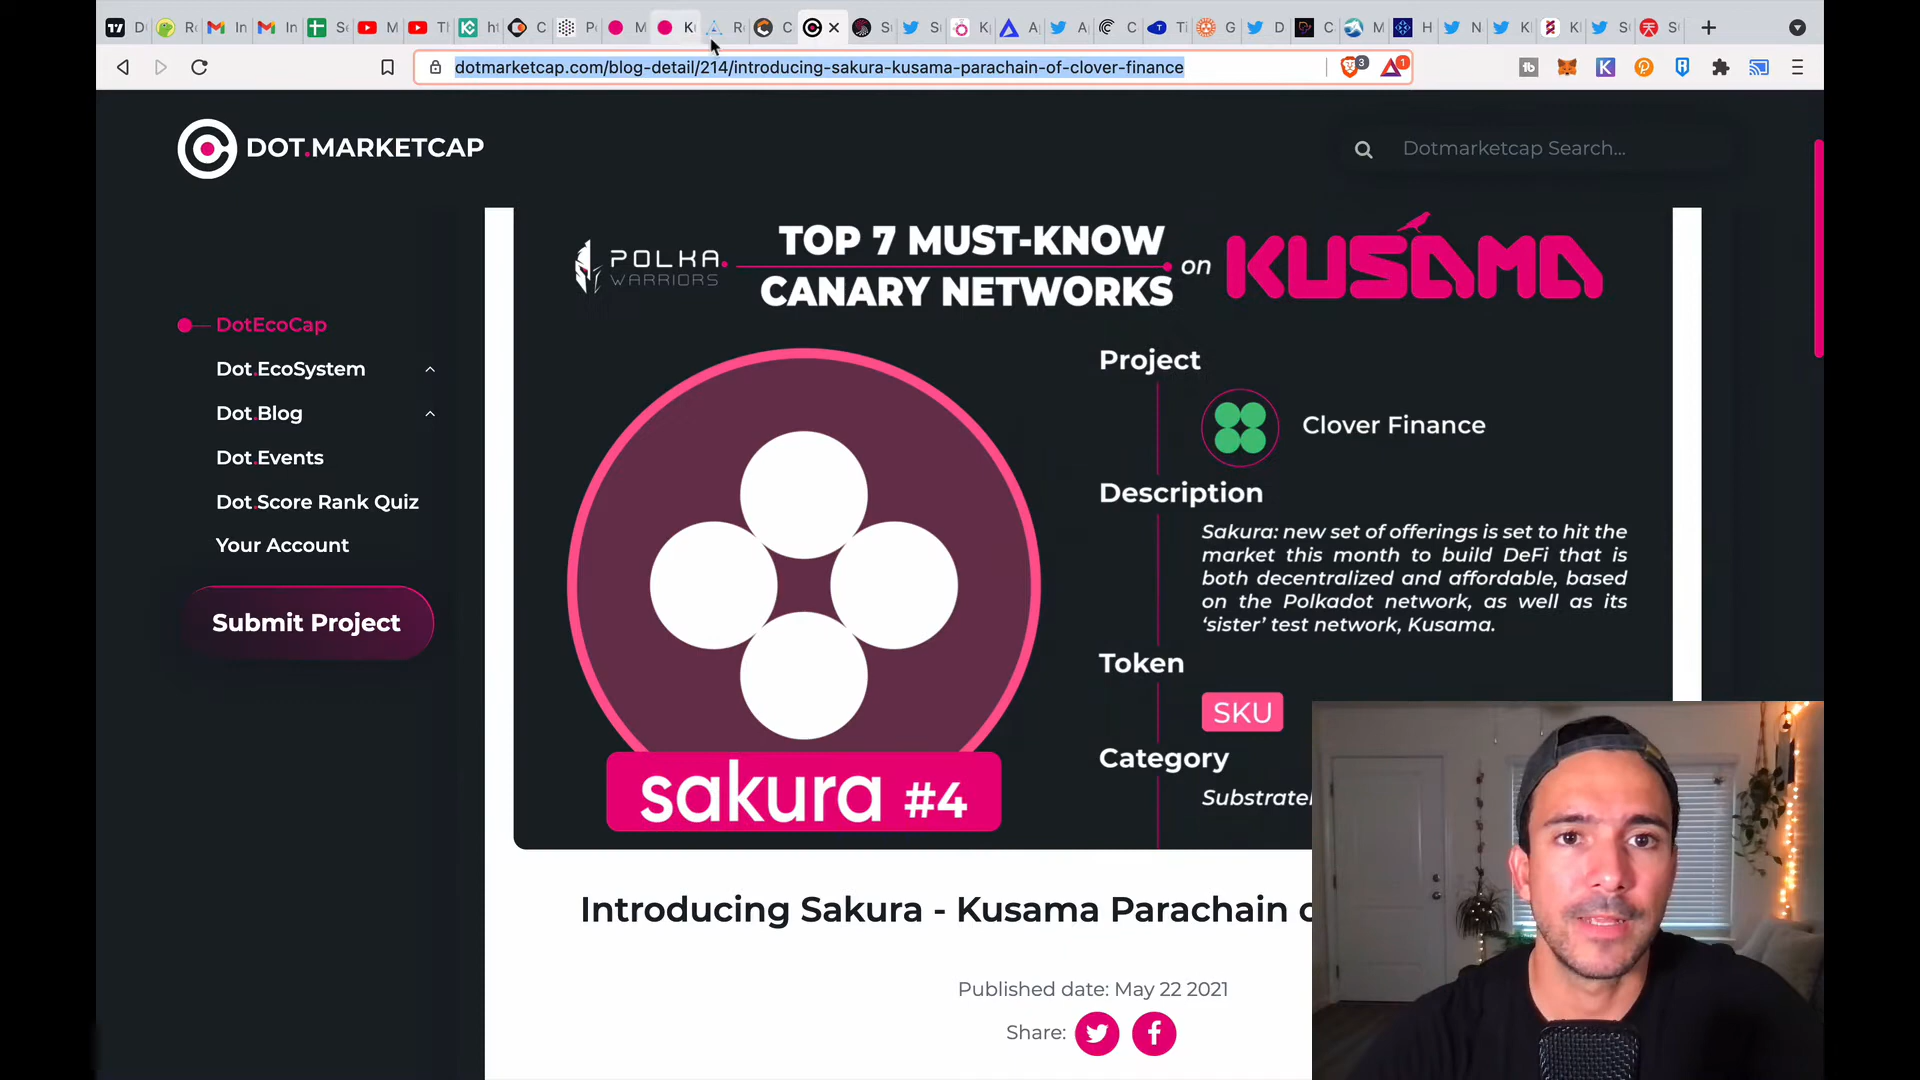 dotmarketcap.com/blog-detail/214/introducing-sakura-kusama-parachain-of-clover-finance
3
1
DOT.MARKETCAP
Dotmarketcap Search...
DotEcoCap
Dot.EcoSystem
Dot.Blog
Dot.Events
Dot.Score Rank Quiz
Your Account
Submit Project
POLKA.
WARRIORS
TOP 7 MUST-KNOW
CANARY NETWORKS
on
KUSAMA
Project
Clover Finance
Description
Sakura: new set of offerings is set to hit the
market this month to build DeFi that is
both decentralized and affordable, based
on the Polkadot network, as well as its
‘sister’ test network, Kusama.
Token
SKU
Category
sakura #4
Introducing Sakura - Kusama Parachain
Published date: May 22 2021
Share: